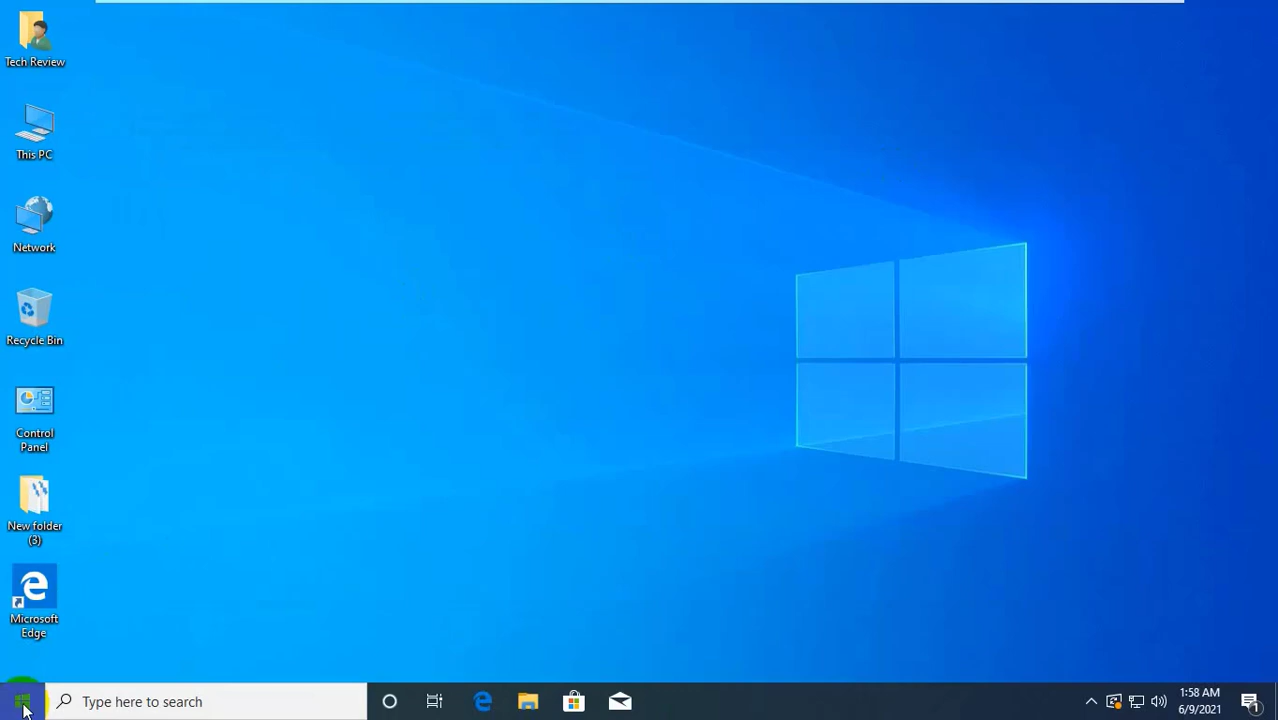 Tech Review
This PC
Network
Recycle Bin
Control
Panel
New folder
(3)
Microsoft
Edge
Type here to search
1:58 AM
6/9/2021
1